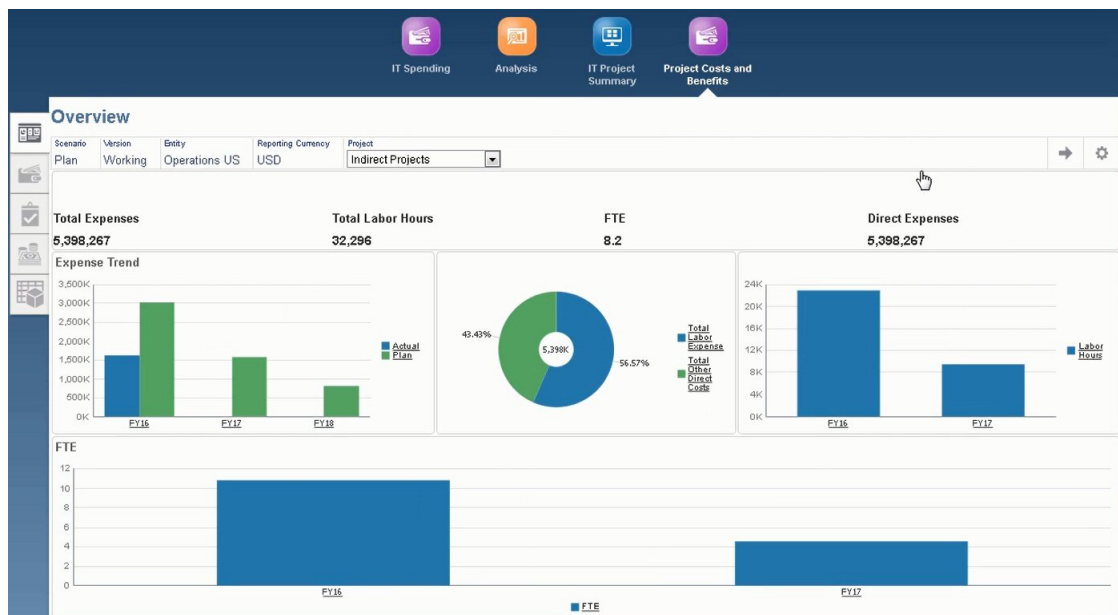 IT Spending
Analysis
IT Project
Summary
Project Costs and
Benefits
Overview
Scenario Version Entity Reporting Currency Project
Plan Working Operations US USD Indirect Projects
Total Expenses Total Labor Hours FTE Direct Expenses
5,398,267 32,296 8.2 5,398,267
Expense Trend
3,500K
3,000K
2,500K
2,000K
1,500K
1,000K
500K
0K
FY16 FY17 FY18
Actual
Plan
43.43%
5,398K
56.57%
Total
Labor
Expense
Total
Other
Direct
Costs
24K
20K
16K
12K
8K
4K
0K
FY16 FY17
Labor
Hours
FTE
12
10
8
6
4
2
0
FY16 FY17
FTE